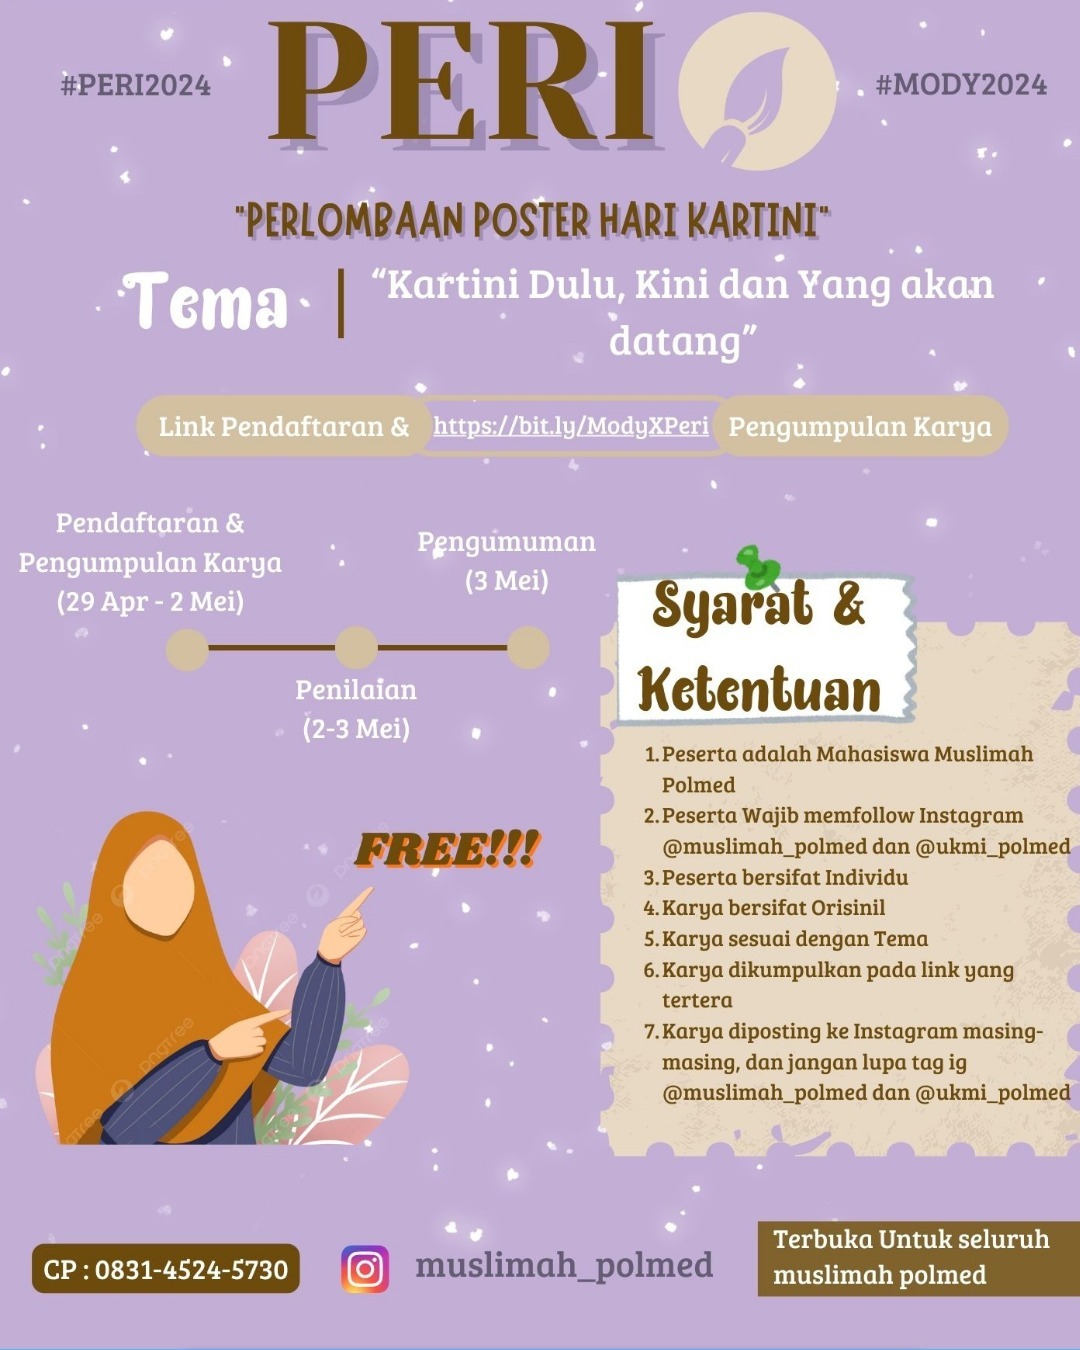 #PERI2024
PERI
#MODY2024
"PERLOMBAAN POSTER HARI KARTINI"
Tema
“Kartini Dulu, Kini dan Yang akan
datang”
Link Pendaftaran &
https://bit.ly/ModyXPeri
Pengumpulan Karya
Pendaftaran &
Pengumpulan Karya
(29 Apr - 2 Mei)
Penilaian
(2-3 Mei)
Pengumuman
(3 Mei)
FREE!!!
Syarat &
Ketentuan
1. Peserta adalah Mahasiswa Muslimah
Polmed
2. Peserta Wajib memfollow Instagram
@muslimah_polmed dan @ukmi_polmed
3. Peserta bersifat Individu
4. Karya bersifat Orisinil
5. Karya sesuai dengan Tema
6. Karya dikumpulkan pada link yang
tertera
7. Karya diposting ke Instagram masing-
masing, dan jangan lupa tag ig
@muslimah_polmed dan @ukmi_polmed
pngtree
pngtree
CP : 0831-4524-5730
muslimah_polmed
Terbuka Untuk seluruh
muslimah polmed